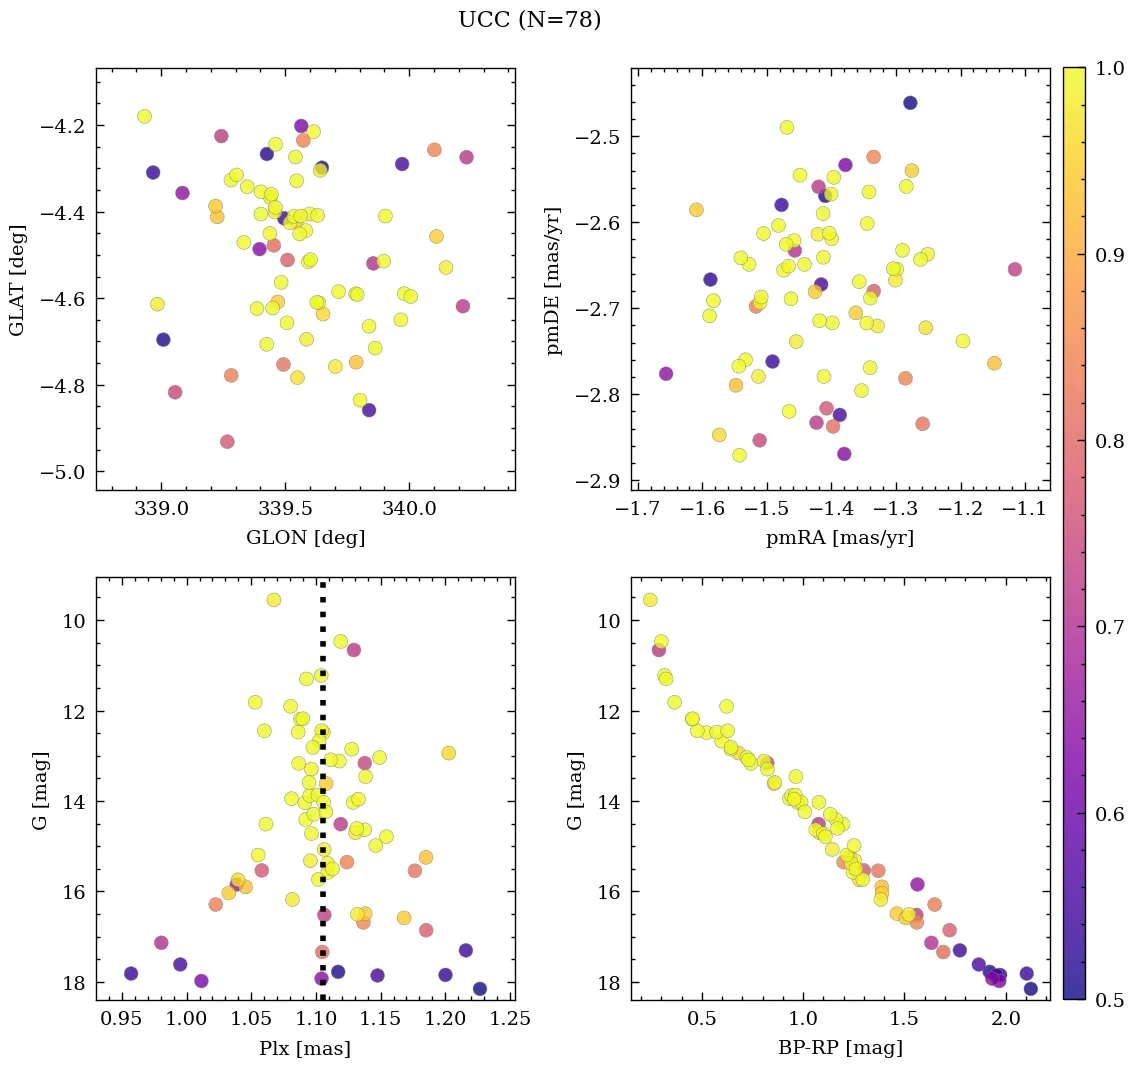 UCC (N=78)
−4.2
−4.4
−4.6
−4.8
−5.0
GLAT [deg]
339.0 339.5 340.0
GLON [deg]
−2.5
−2.6
−2.7
−2.8
−2.9
pmDE [mas/yr]
−1.7 −1.6 −1.5 −1.4 −1.3 −1.2 −1.1
pmRA [mas/yr]
1.0
0.9
0.8
0.7
0.6
0.5
10
12
14
16
18
G [mag]
0.95 1.00 1.05 1.10 1.15 1.20 1.25
Plx [mas]
10
12
14
16
18
G [mag]
0.5 1.0 1.5 2.0
BP-RP [mag]